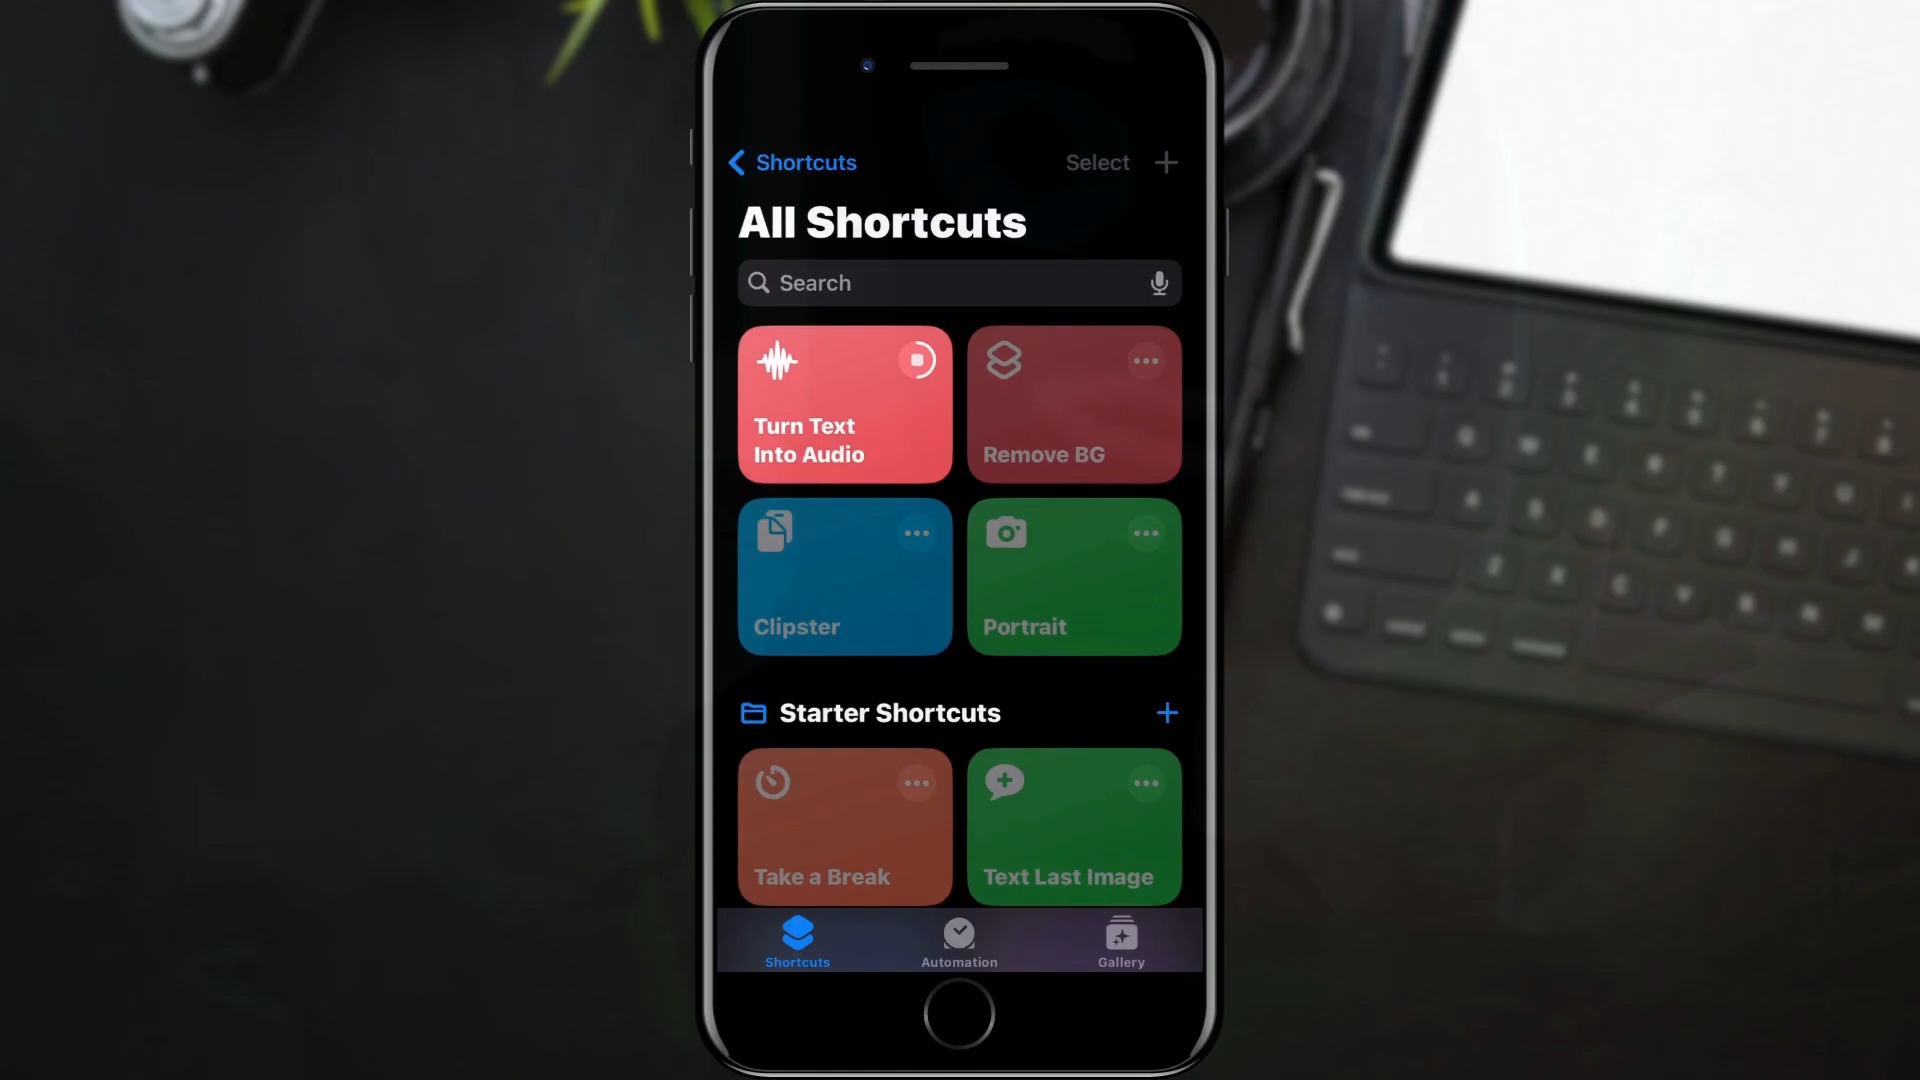 Shortcuts
Select
All Shortcuts
Search
Turn Text
Into Audio
Remove BG
Clipster
Portrait
Starter Shortcuts
Take a Break
Text Last Image
Shortcuts
Automation
Gallery